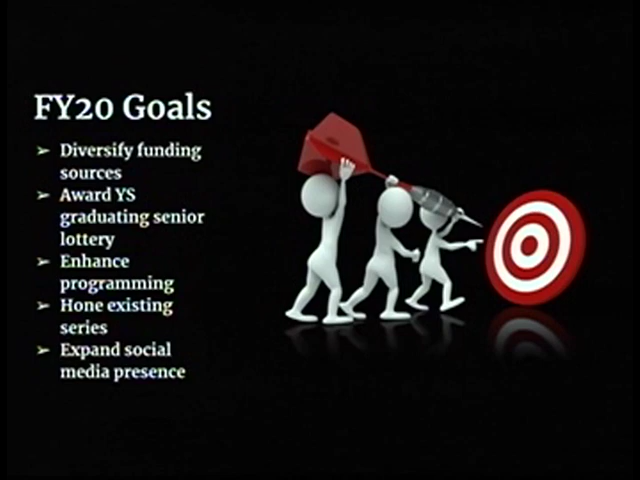 FY20 Goals
➢ Diversify funding
sources
➢ Award YS
graduating senior
lottery
➢ Enhance
programming
➢ Hone existing
series
➢ Expand social
media presence